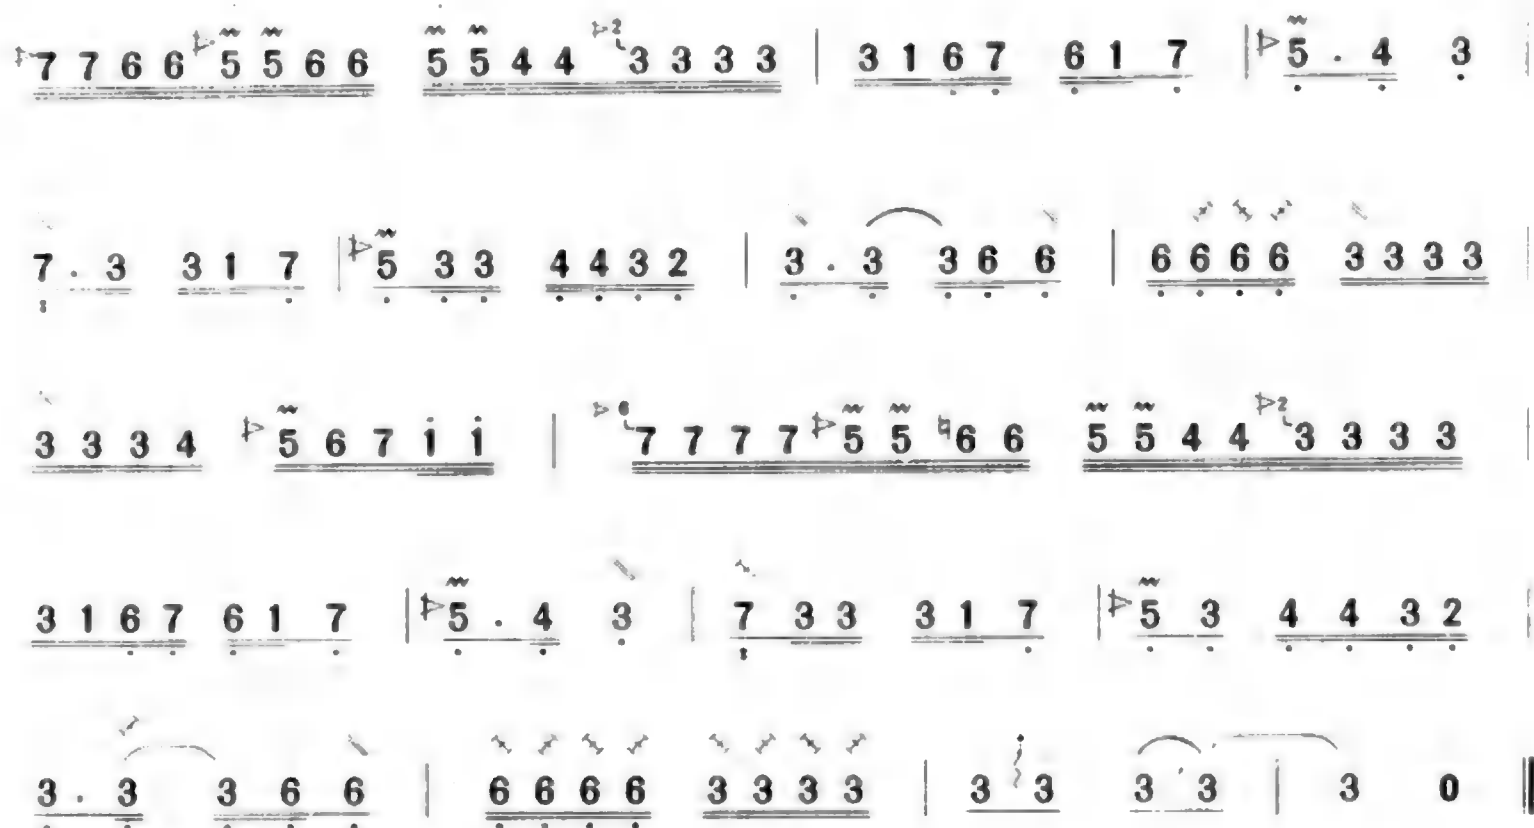 7 7 6 6 5 5 6 6 5 5 4 4 2 3 3 3 3 | 3 1 6 7 6 1 7 | 5 . 4 3
7 . 3 3 1 7 | 5 3 3 4 4 3 2 | 3 . 3 3 6 6 | 6 6 6 6 3 3 3 3 |
3 3 3 4 5 6 7 1 1 | 6 7 7 7 7 5 5 ♮6 6 5 5 4 4 2 3 3 3 3 |
3 1 6 7 6 1 7 | 5 . 4 3 | 7 3 3 3 1 7 | 5 3 4 4 3 2 |
3 . 3 3 6 6 | 6 6 6 6 3 3 3 3 | 3 3 3 3 | 3 0 ‖